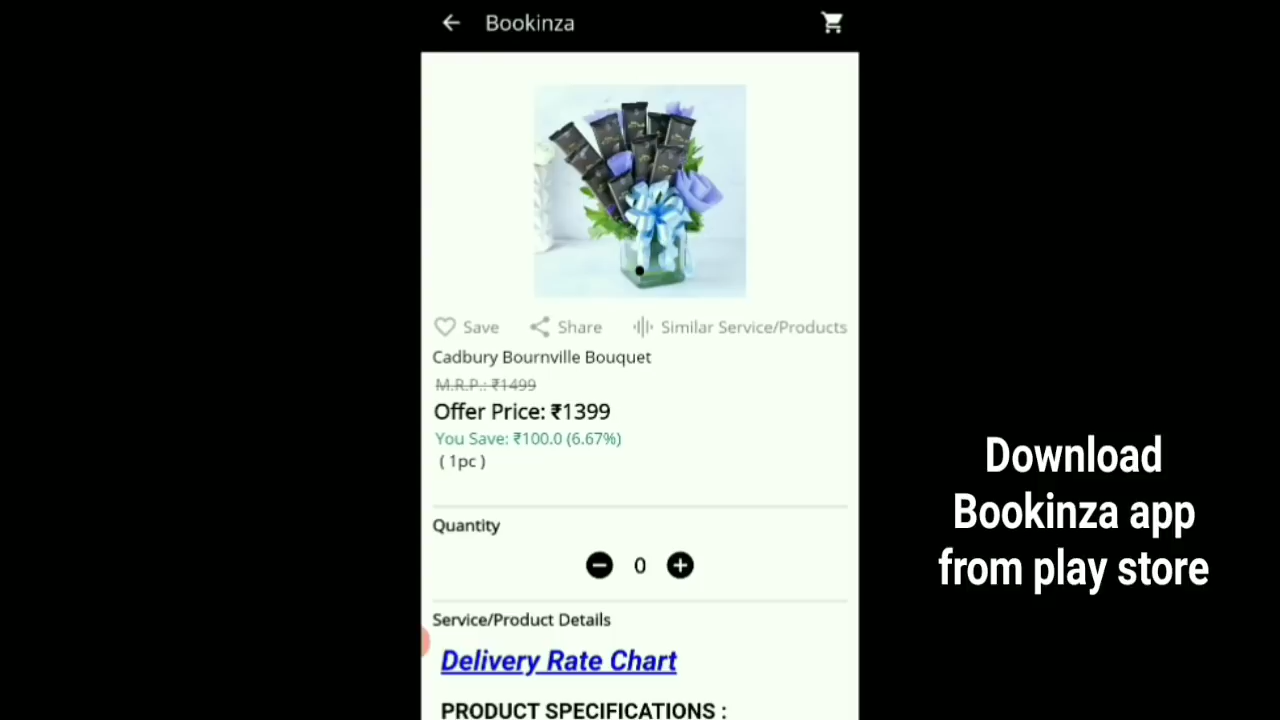 Bookinza
Save
Share
Similar Service/Products
Cadbury Bournville Bouquet
M.R.P.: ₹1499
Offer Price: ₹1399
You Save: ₹100.0 (6.67%)
( 1pc )
Quantity
0
Service/Product Details
Delivery Rate Chart
PRODUCT SPECIFICATIONS :
Download
Bookinza app
from play store